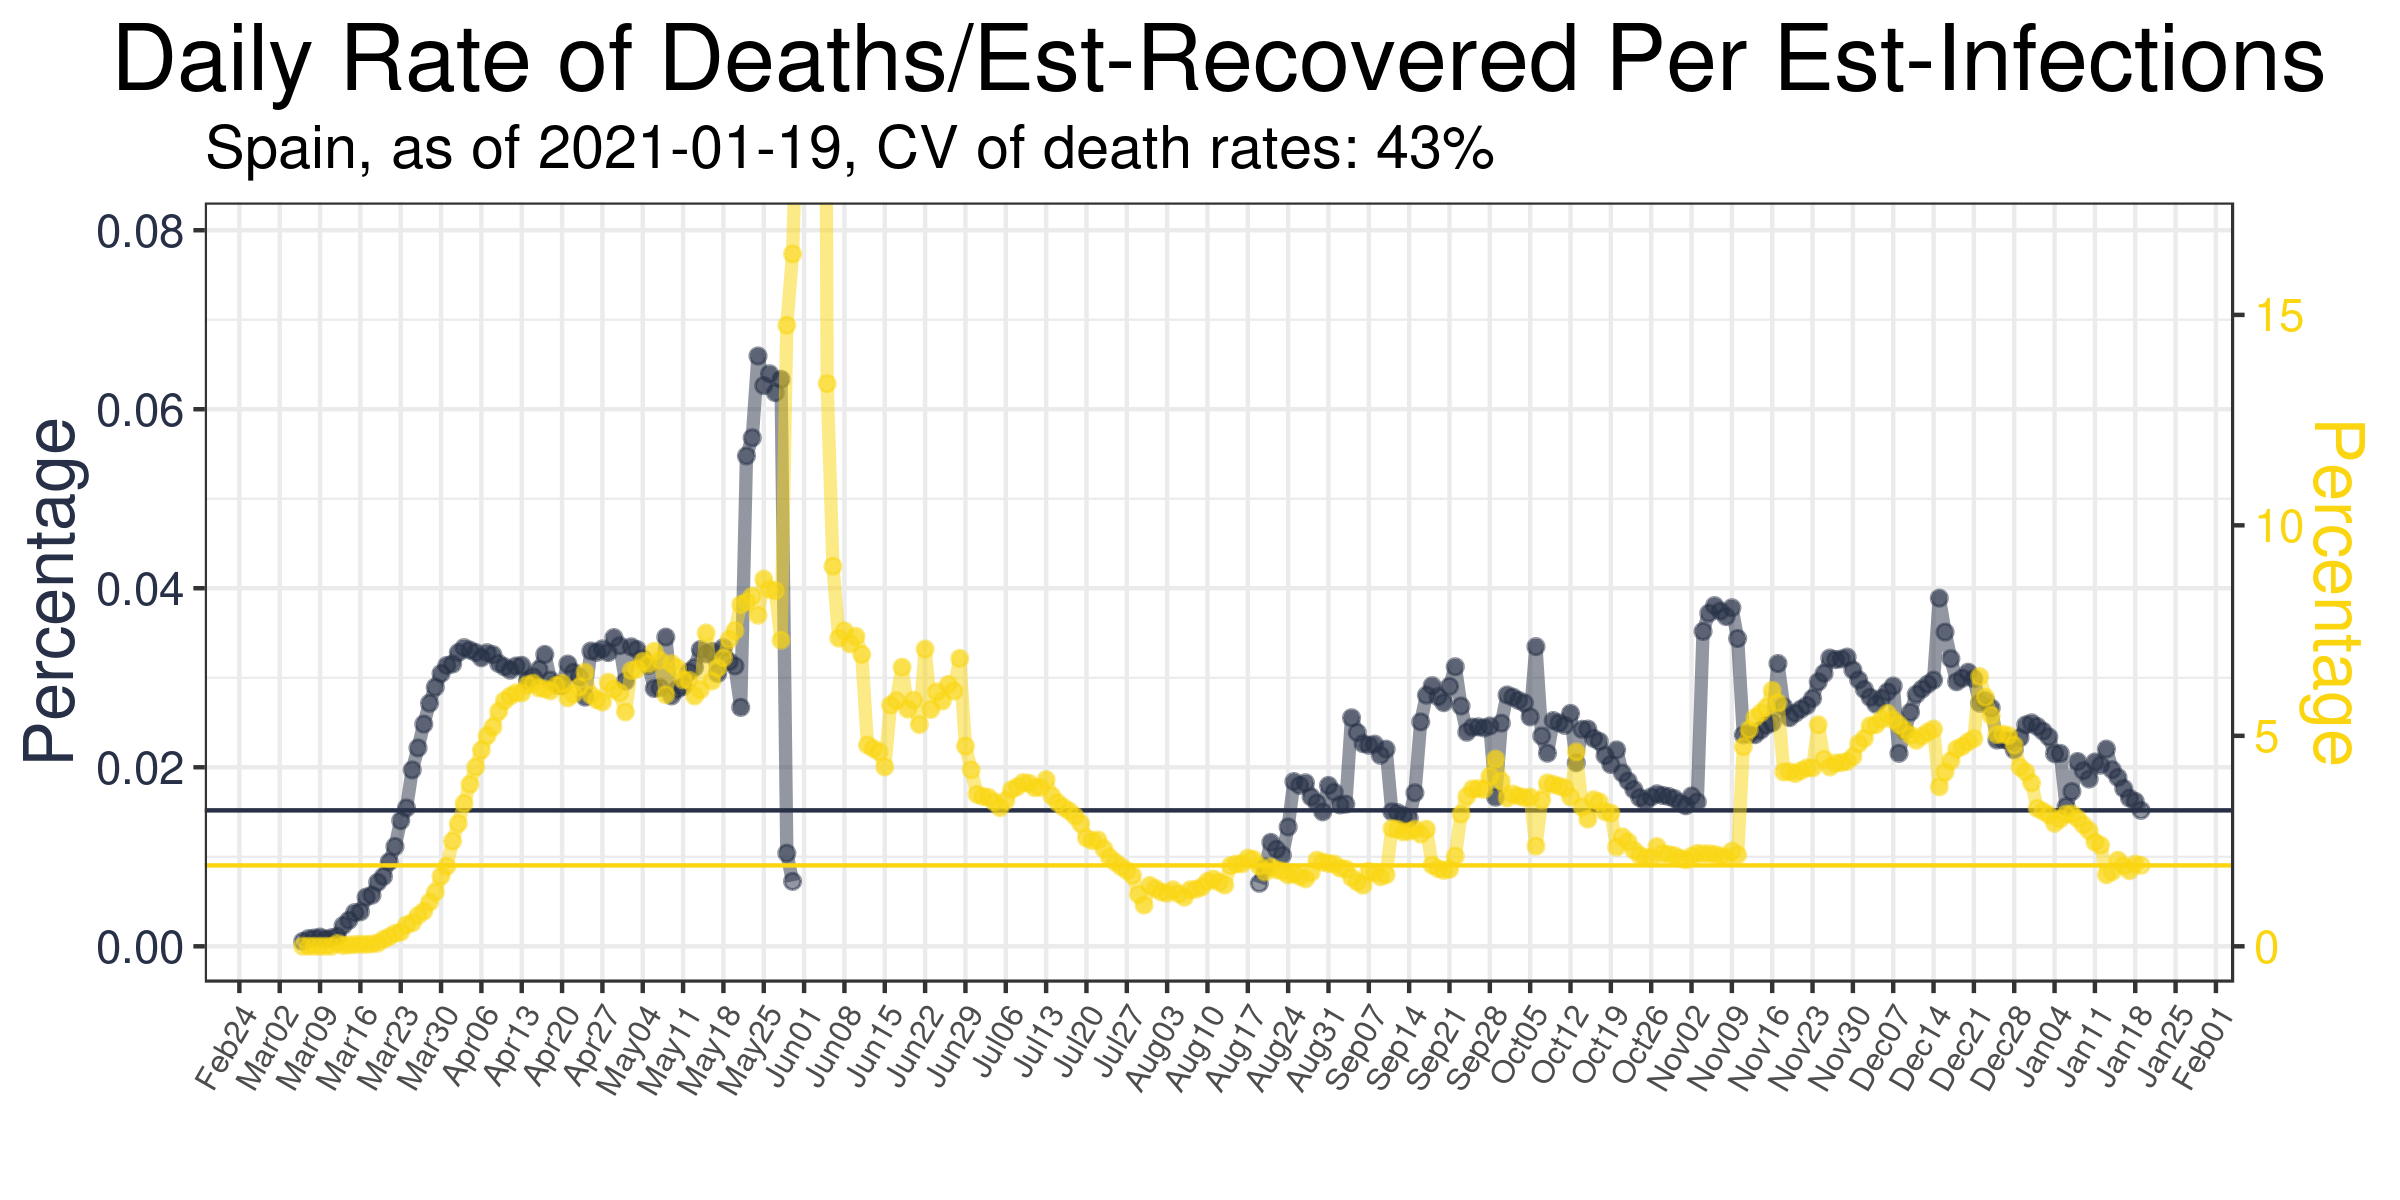 Daily Rate of Deaths/Est-Recovered Per Est-Infections
Spain, as of 2021-01-19, CV of death rates: 43%
Percentage
0.08
0.06
0.04
0.02
0.00
15
10
5
0
Percentage
Feb24
Mar02
Mar09
Mar16
Mar23
Mar30
Apr06
Apr13
Apr20
Apr27
May04
May11
May18
May25
Jun01
Jun08
Jun15
Jun22
Jun29
Jul06
Jul13
Jul20
Jul27
Aug03
Aug10
Aug17
Aug24
Aug31
Sep07
Sep14
Sep21
Sep28
Oct05
Oct12
Oct19
Oct26
Nov02
Nov09
Nov16
Nov23
Nov30
Dec07
Dec14
Dec21
Dec28
Jan04
Jan11
Jan18
Jan25
Feb01